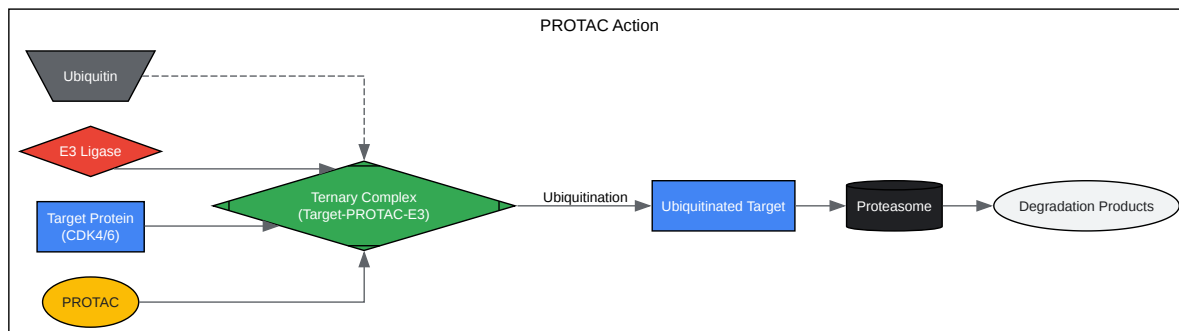 PROTAC Action
Ubiquitin
E3 Ligase
Target Protein
(CDK4/6)
PROTAC
Ternary Complex
(Target-PROTAC-E3)
Ubiquitination
Ubiquitinated Target
Proteasome
Degradation Products